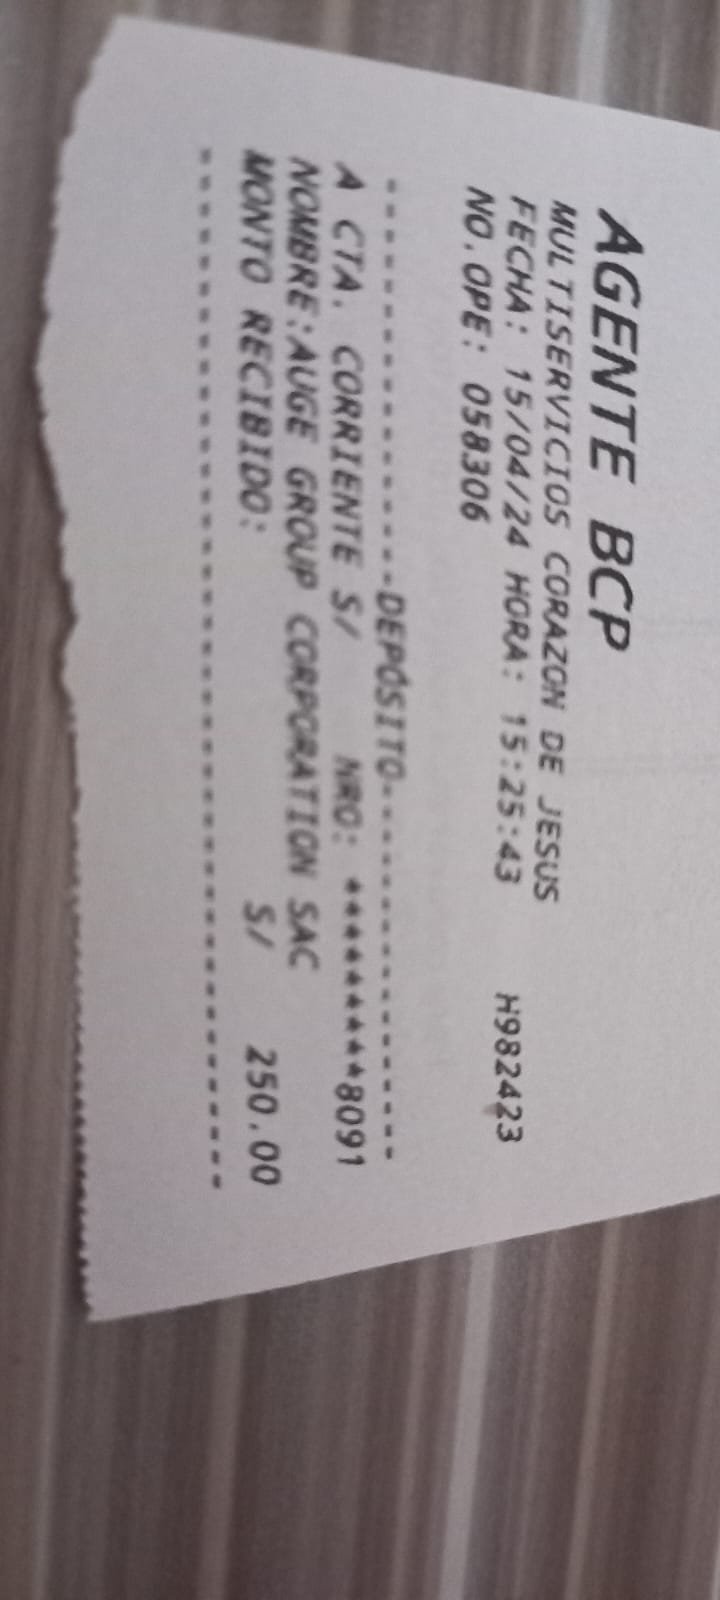 AGENTE BCP
MULTISERVICIOS CORAZON DE JESUS
FECHA: 15/04/24 HORA: 15:25:43 H982423
NO.OPE: 058306
--------------------DEPÓSITO--------------------
A CTA. CORRIENTE S/ NRO: **********8091
NOMBRE:AUGE GROUP CORPORATION SAC
MONTO RECIBIDO: S/ 250.00
------------------------------------------------